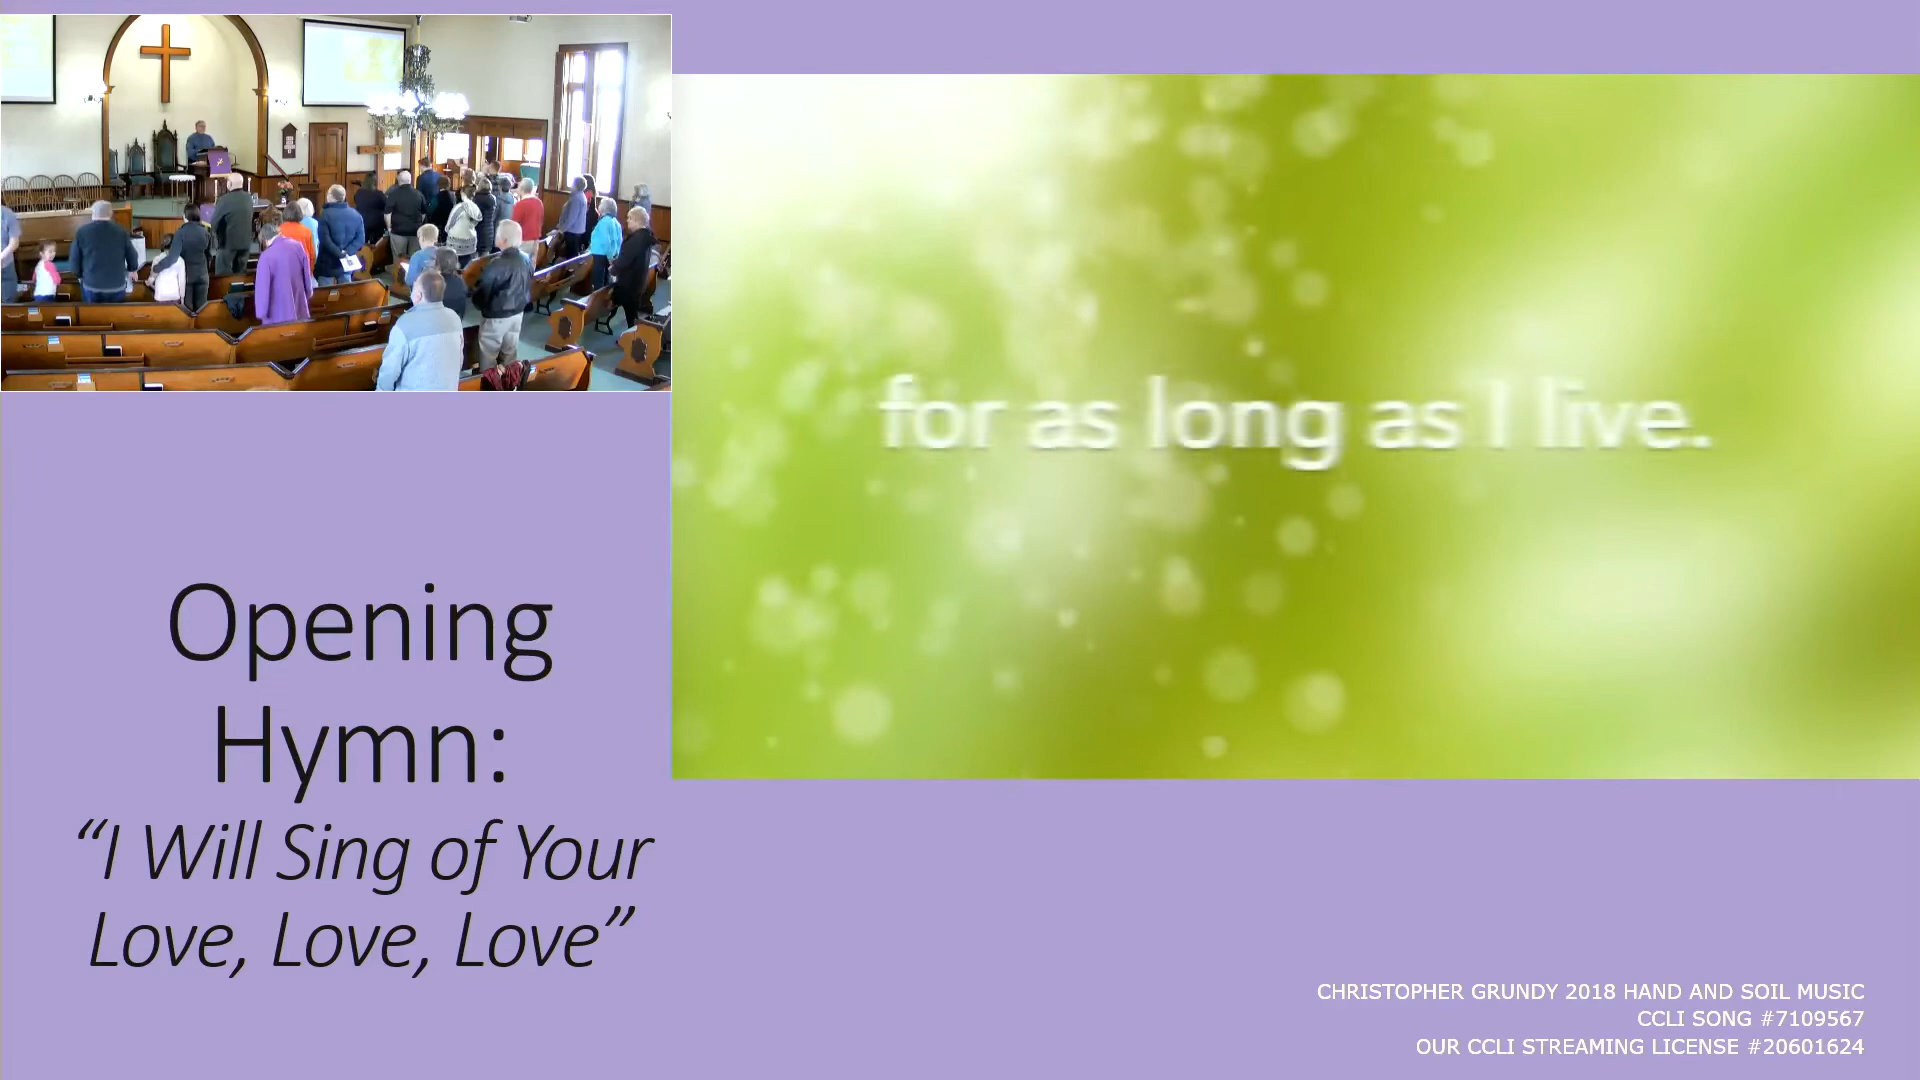 for as long as I live.
Opening
Hymn:
“I Will Sing of Your
Love, Love, Love”
CHRISTOPHER GRUNDY 2018 HAND AND SOIL MUSIC
CCLI SONG #7109567
OUR CCLI STREAMING LICENSE #20601624